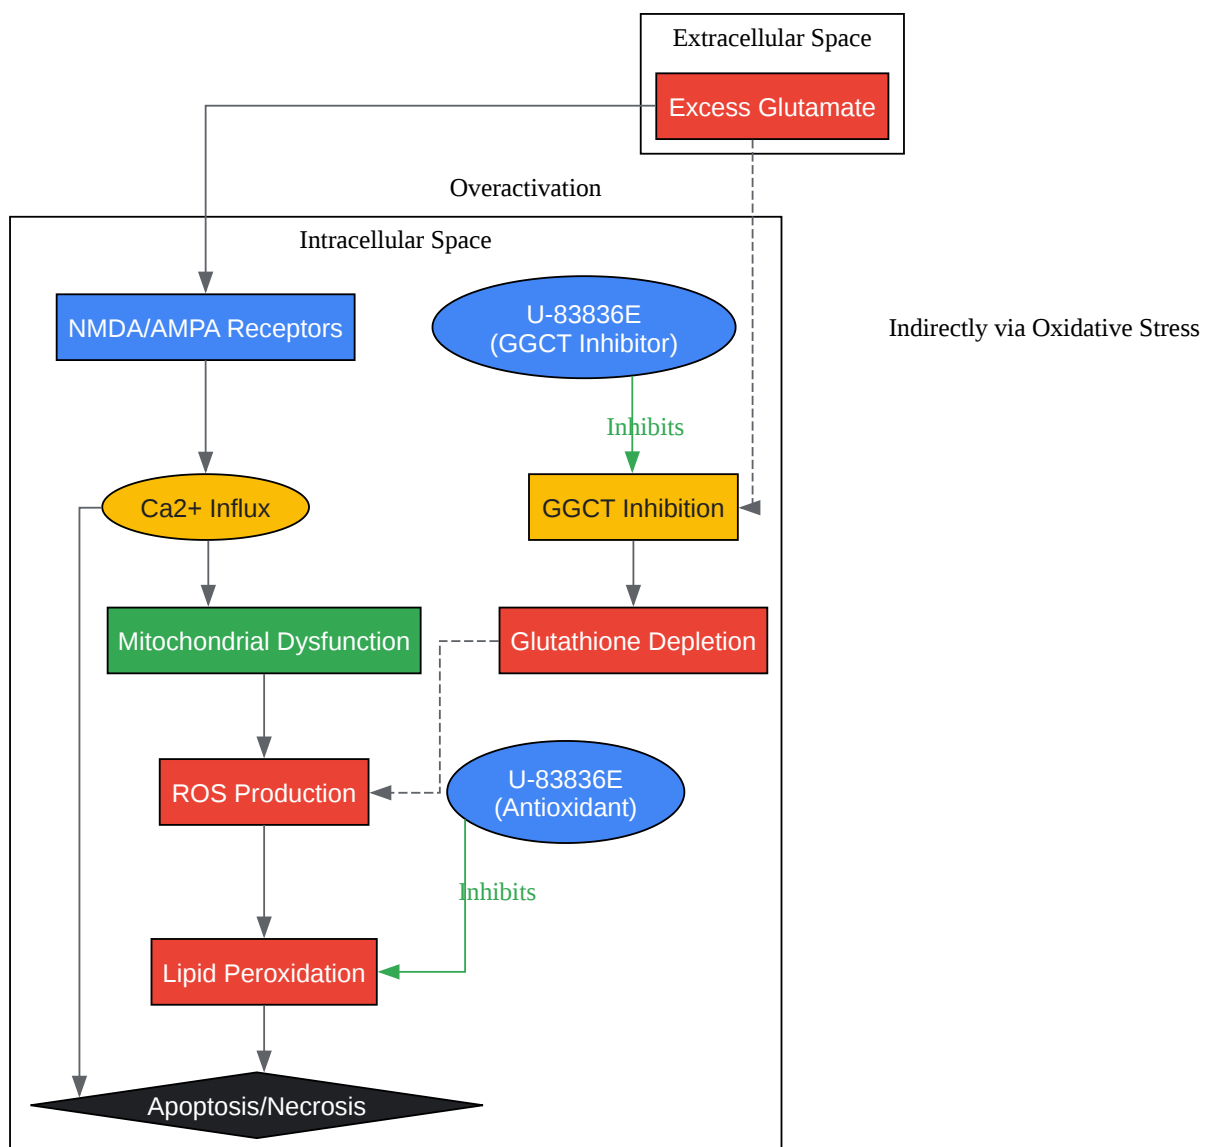 Extracellular Space
Excess Glutamate
Overactivation
Intracellular Space
NMDA/AMPA Receptors
U-83836E
(GGCT Inhibitor)
Indirectly via Oxidative Stress
Inhibits
Ca2+ Influx
GGCT Inhibition
Mitochondrial Dysfunction
Glutathione Depletion
ROS Production
U-83836E
(Antioxidant)
Inhibits
Lipid Peroxidation
Apoptosis/Necrosis